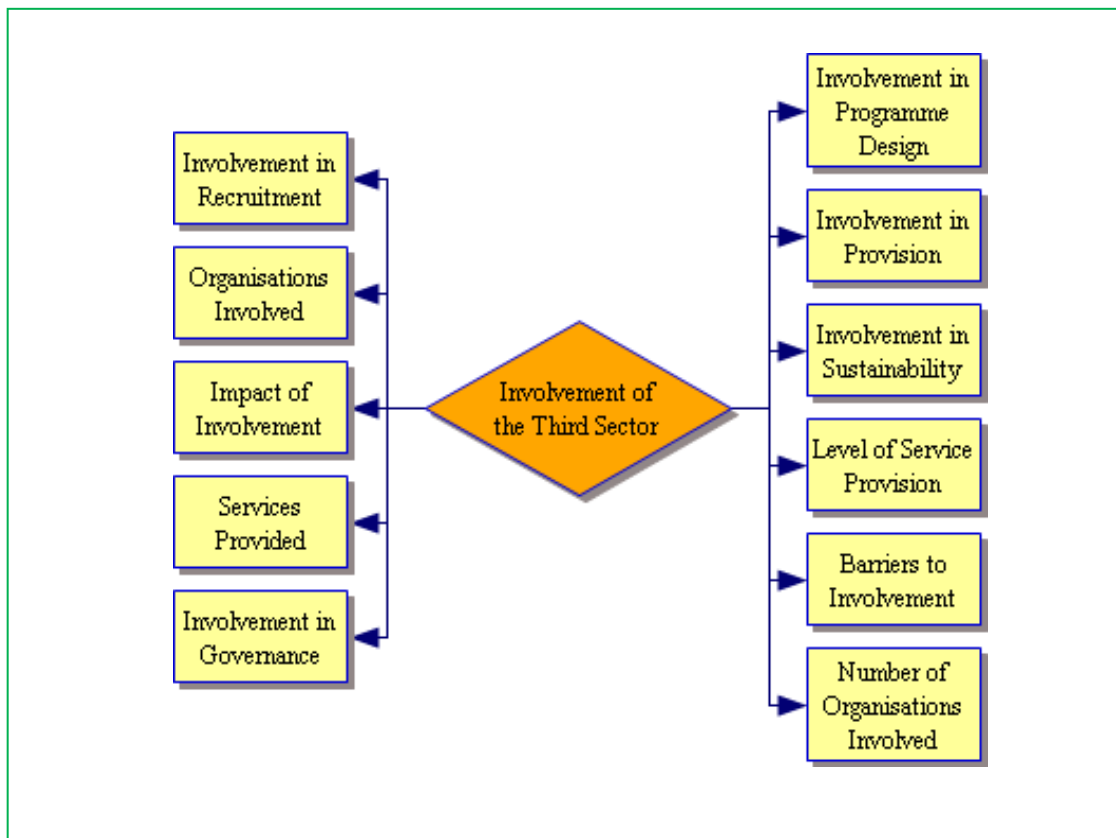 Involvement in
Recruitment
Organisations
Involved
Impact of
Involvement
Services
Provided
Involvement in
Governance
Involvement of
the Third Sector
Involvement in
Programme
Design
Involvement in
Provision
Involvement in
Sustainability
Level of Service
Provision
Barriers to
Involvement
Number of
Organisations
Involved